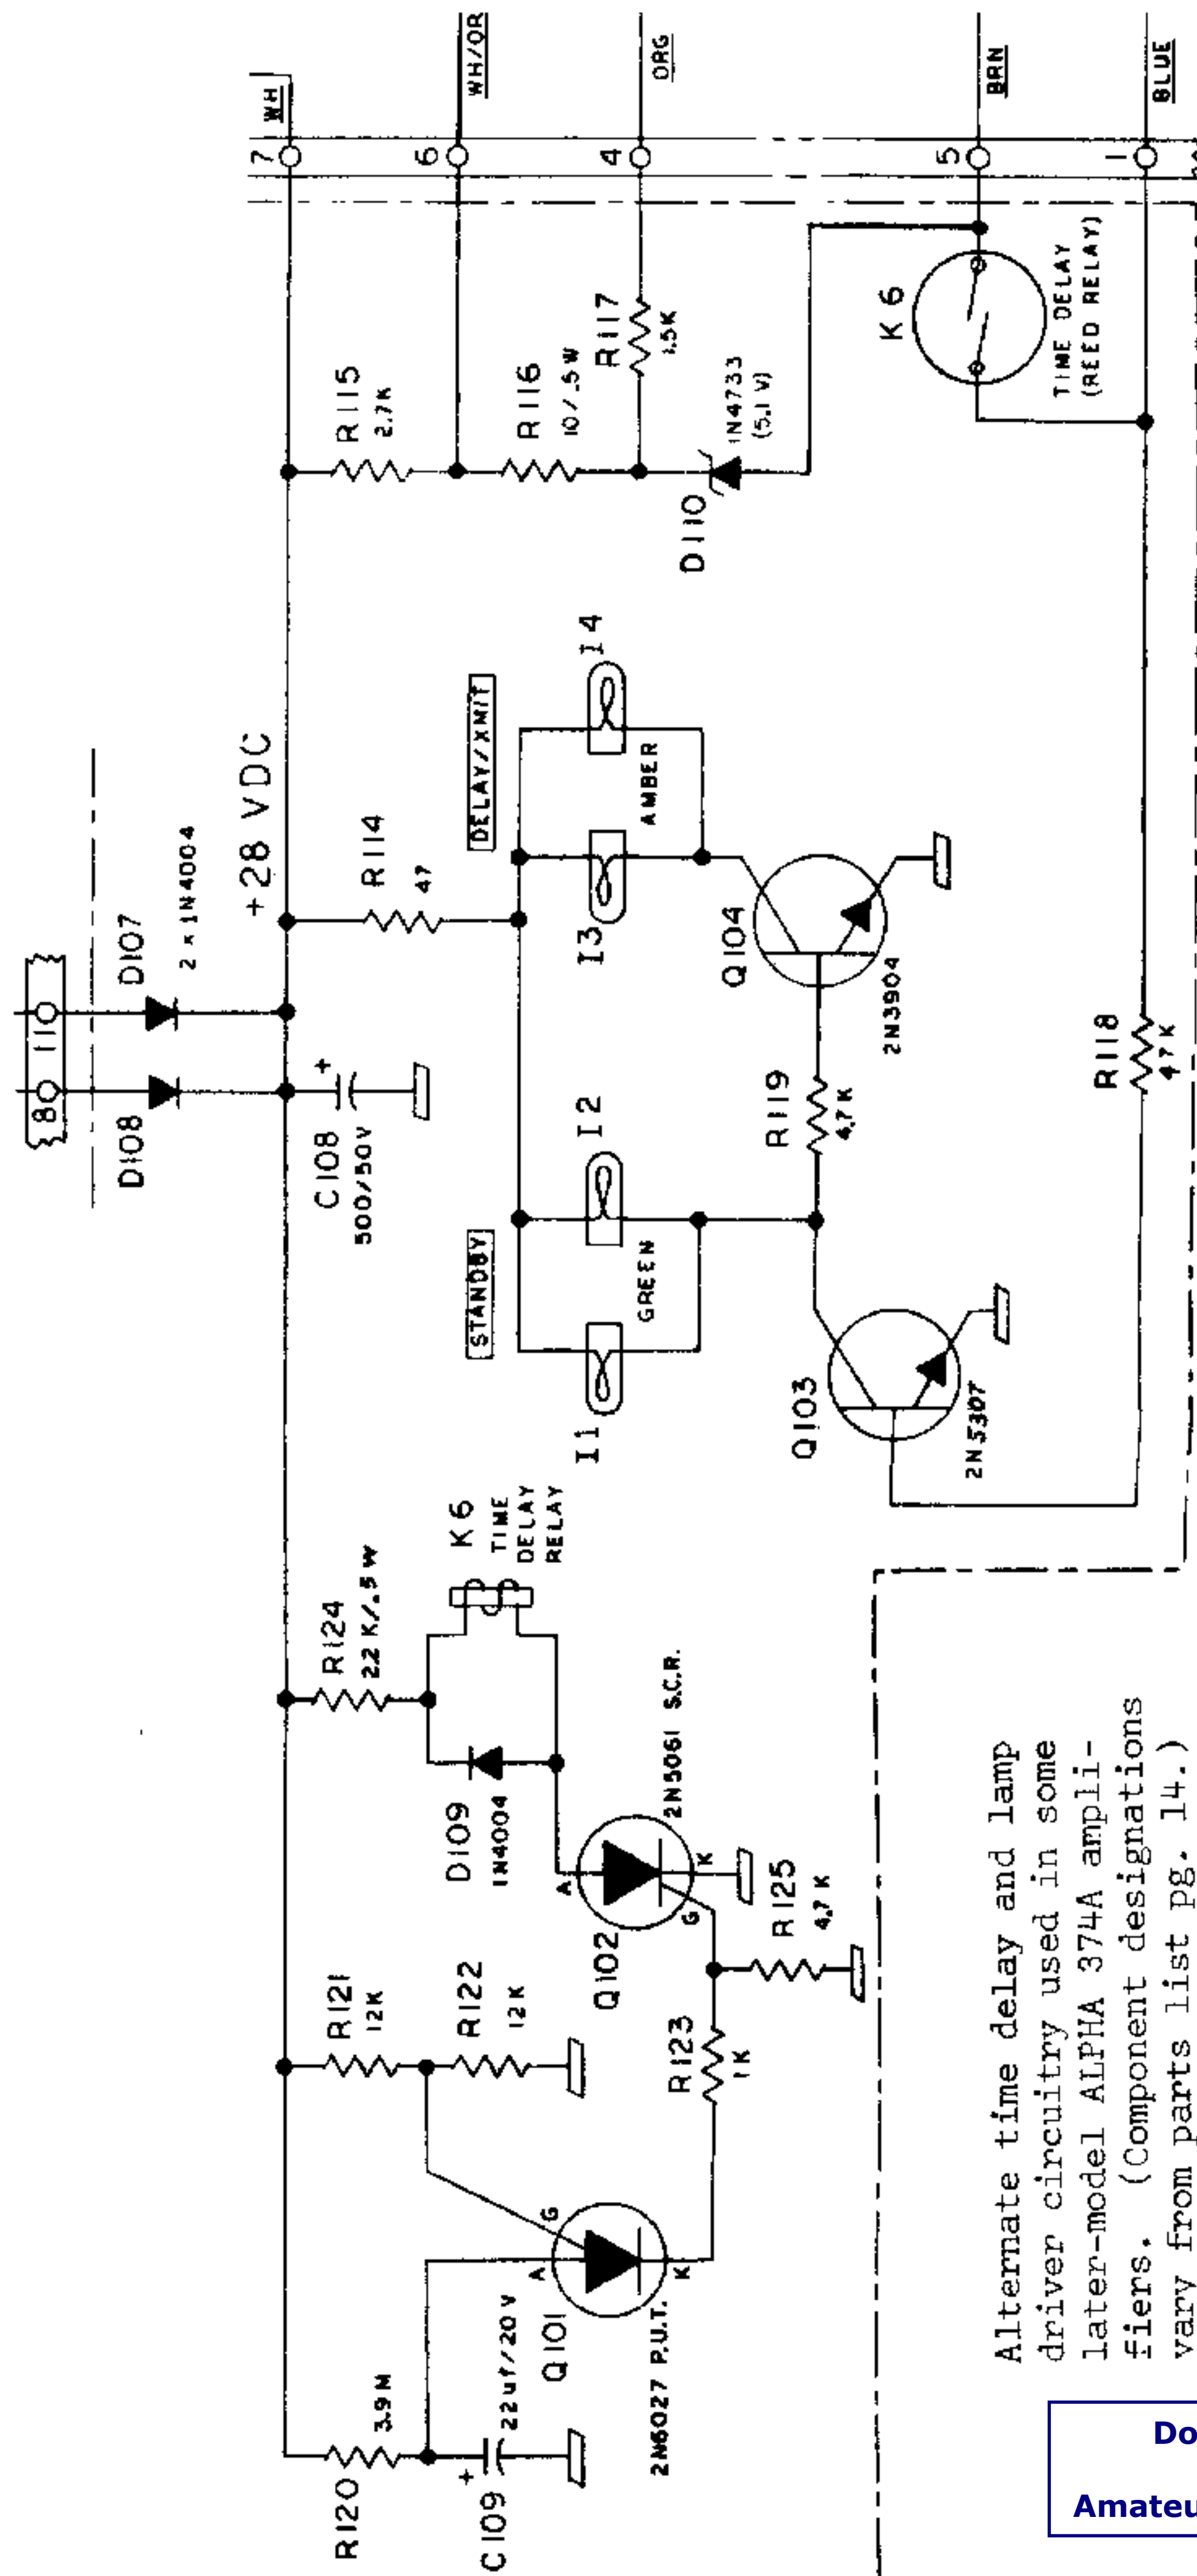 WH
WH/OR
ORG
BRN
BLUE
7
6
4
5
1
8
11
D108
D107
2 x 1N4004
+28 VDC
C108
+
500/50V
R114
47
R115
2.7K
R116
10/.5W
R117
1.5K
D110
1N4733
(5.1 V)
K6
TIME DELAY
(REED RELAY)
STANDBY
DELAY/XMIT
I1
I2
GREEN
I3
I4
AMBER
Q103
2N5307
Q104
2N3904
R119
4.7K
R118
47K
R120
3.9M
+
C109
22uf/20V
Q101
2N6027 P.U.T.
A
G
K
R121
12K
R122
12K
R123
1K
R124
2.2K/.5W
D109
1N4004
K6
TIME
DELAY
RELAY
Q102
2N5061 S.C.R.
A
G
K
R125
4.7K
Alternate time delay and lamp
driver circuitry used in some
later-model ALPHA 374A ampli-
fiers. (Component designations
vary from parts list pg. 14.)
Do
Amateu